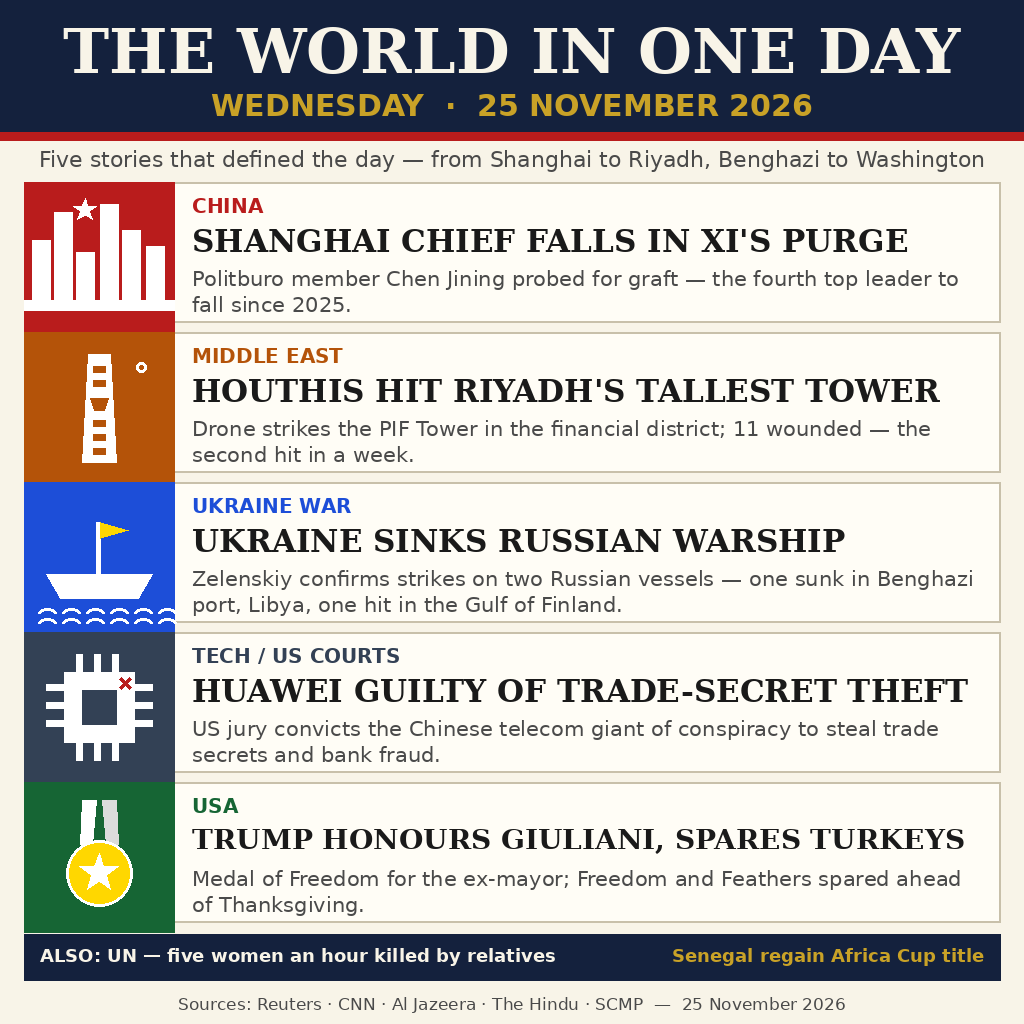 THE WORLD IN ONE DAY
WEDNESDAY · 25 NOVEMBER 2026
Five stories that defined the day — from Shanghai to Riyadh, Benghazi to Washington
CHINA
SHANGHAI CHIEF FALLS IN XI'S PURGE
Politburo member Chen Jining probed for graft — the fourth top leader to
fall since 2025.
MIDDLE EAST
HOUTHIS HIT RIYADH'S TALLEST TOWER
Drone strikes the PIF Tower in the financial district; 11 wounded — the
second hit in a week.
UKRAINE WAR
UKRAINE SINKS RUSSIAN WARSHIP
Zelenskiy confirms strikes on two Russian vessels — one sunk in Benghazi
port, Libya, one hit in the Gulf of Finland.
TECH / US COURTS
HUAWEI GUILTY OF TRADE-SECRET THEFT
US jury convicts the Chinese telecom giant of conspiracy to steal trade
secrets and bank fraud.
USA
TRUMP HONOURS GIULIANI, SPARES TURKEYS
Medal of Freedom for the ex-mayor; Freedom and Feathers spared ahead
of Thanksgiving.
ALSO: UN — five women an hour killed by relatives
Senegal regain Africa Cup title
Sources: Reuters · CNN · Al Jazeera · The Hindu · SCMP — 25 November 2026